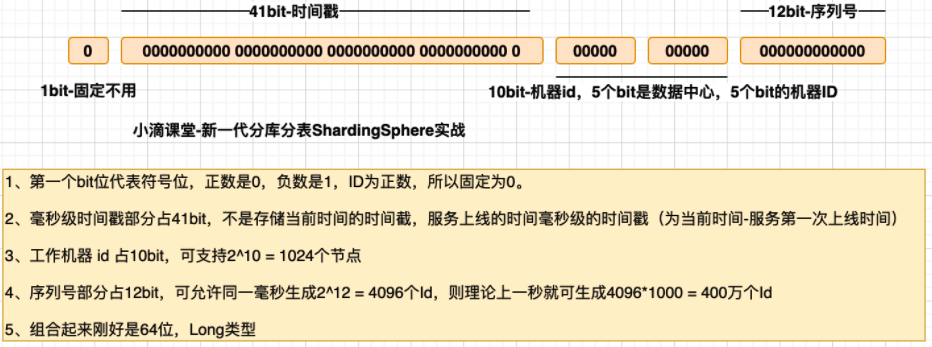 41bit-时间戳
12bit-序列号
0
0000000000 0000000000 0000000000 0000000000 0
00000
00000
000000000000
1bit-固定不用
10bit-机器id，5个bit是数据中心，5个bit的机器ID
小滴课堂-新一代分库分表ShardingSphere实战
1、第一个bit位代表符号位，正数是0，负数是1，ID为正数，所以固定为0。
2、毫秒级时间戳部分占41bit，不是存储当前时间的时间截，服务上线的时间毫秒级的时间戳（为当前时间-服务第一次上线时间）
3、工作机器 id 占10bit，可支持2^10 = 1024个节点
4、序列号部分占12bit，可允许同一毫秒生成2^12 = 4096个Id，则理论上一秒就可生成4096*1000 = 400万个Id
5、组合起来刚好是64位，Long类型